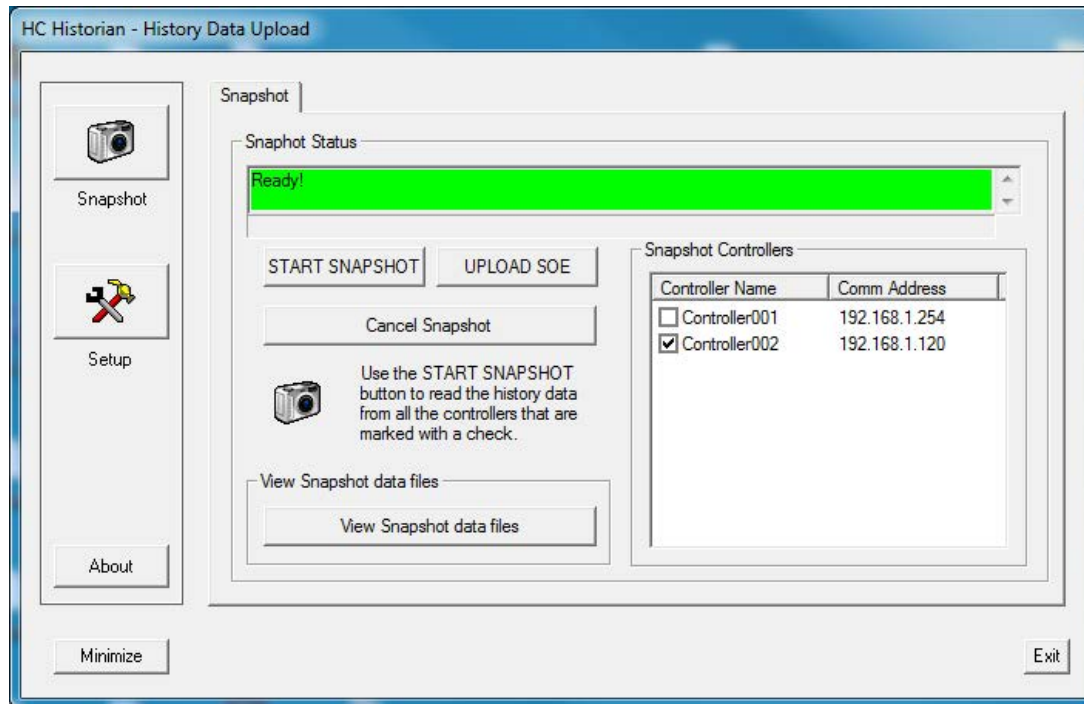 HC Historian - History Data Upload
Snapshot
Setup
About
Minimize
Snapshot
Snaphot Status
Ready!
START SNAPSHOT
UPLOAD SOE
Cancel Snapshot
Use the START SNAPSHOT
button to read the history data
from all the controllers that are
marked with a check.
View Snapshot data files
View Snapshot data files
Snapshot Controllers
Controller Name Comm Address
Controller001 192.168.1.254
Controller002 192.168.1.120
Exit